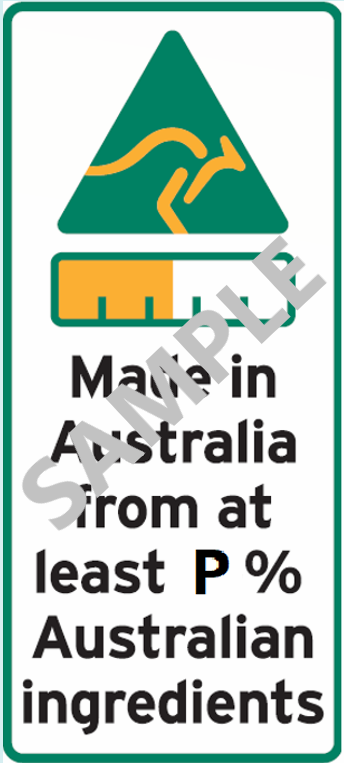 SAMPLE
Made in
Australia
from at
least P %
Australian
ingredients